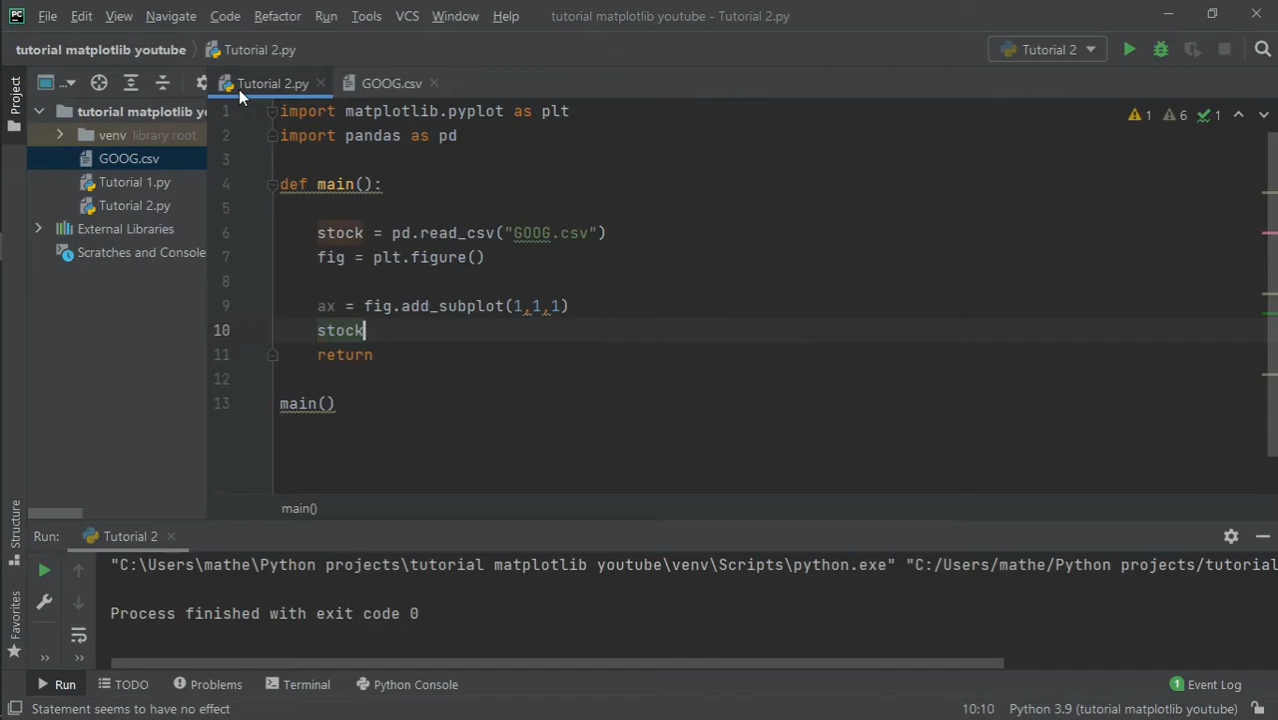 File Edit View Navigate Code Refactor Run Tools VCS Window Help tutorial matplotlib youtube - Tutorial 2.py
tutorial matplotlib youtube Tutorial 2.py Tutorial 2
Project
... Tutorial 2.py GOOG.csv
tutorial matplotlib yo
venv library root
GOOG.csv
Tutorial 1.py
Tutorial 2.py
External Libraries
Scratches and Console
1 import matplotlib.pyplot as plt
2 import pandas as pd
3
4 def main():
5
6 stock = pd.read_csv("GOOG.csv")
7 fig = plt.figure()
8
9 ax = fig.add_subplot(1,1,1)
10 stock
11 return
12
13 main()
1 6 1
main()
Structure
Favorites
Run: Tutorial 2
"C:\Users\mathe\Python projects\tutorial matplotlib youtube\venv\Scripts\python.exe" "C:/Users/mathe/Python projects/tutorial
Process finished with exit code 0
Run TODO Problems Terminal Python Console 1 Event Log
Statement seems to have no effect 10:10 Python 3.9 (tutorial matplotlib youtube)